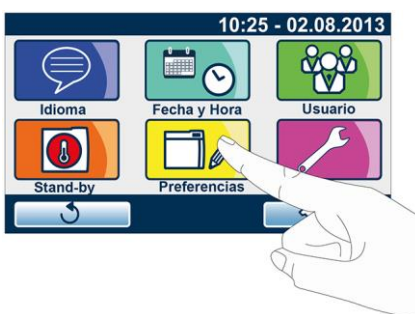 10:25 - 02.08.2013
Idioma
Fecha y Hora
Usuario
Stand-by
Preferencias